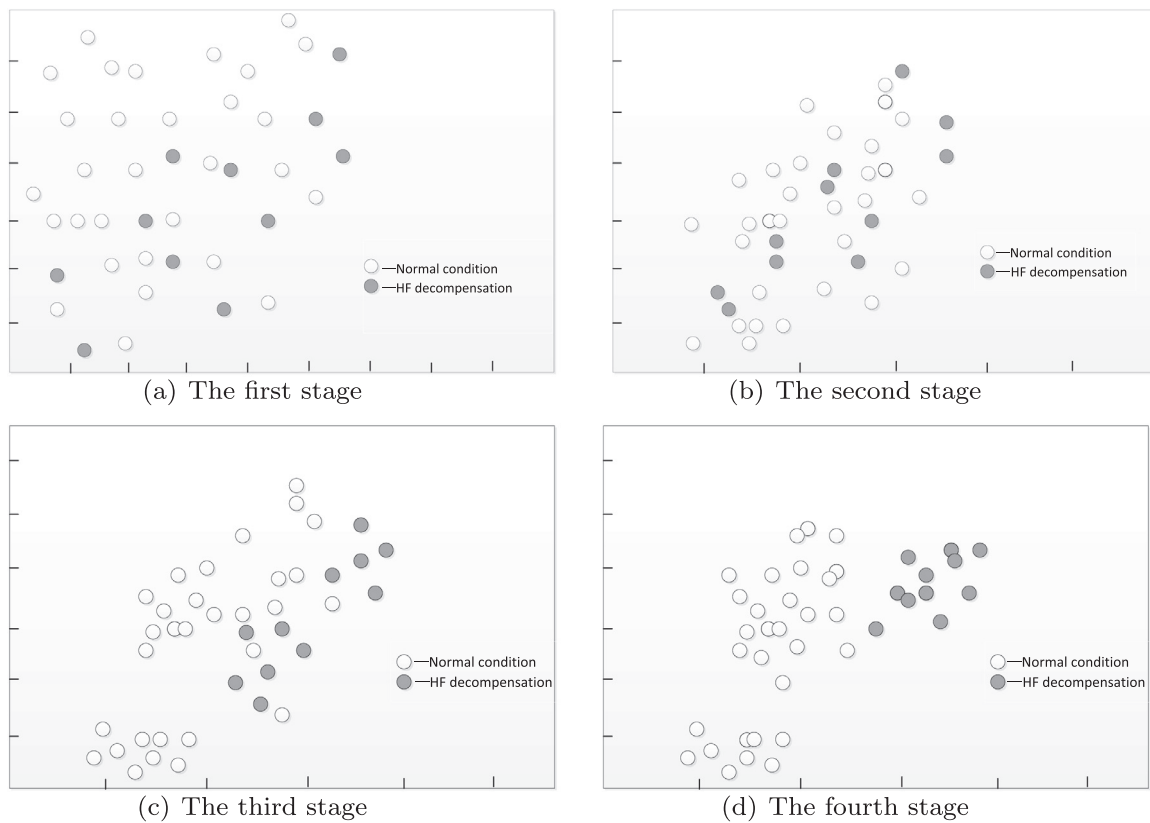 Normal condition
HF decompensation
Normal condition
HF decompensation
(a) The first stage
(b) The second stage
Normal condition
HF decompensation
Normal condition
HF decompensation
(c) The third stage
(d) The fourth stage